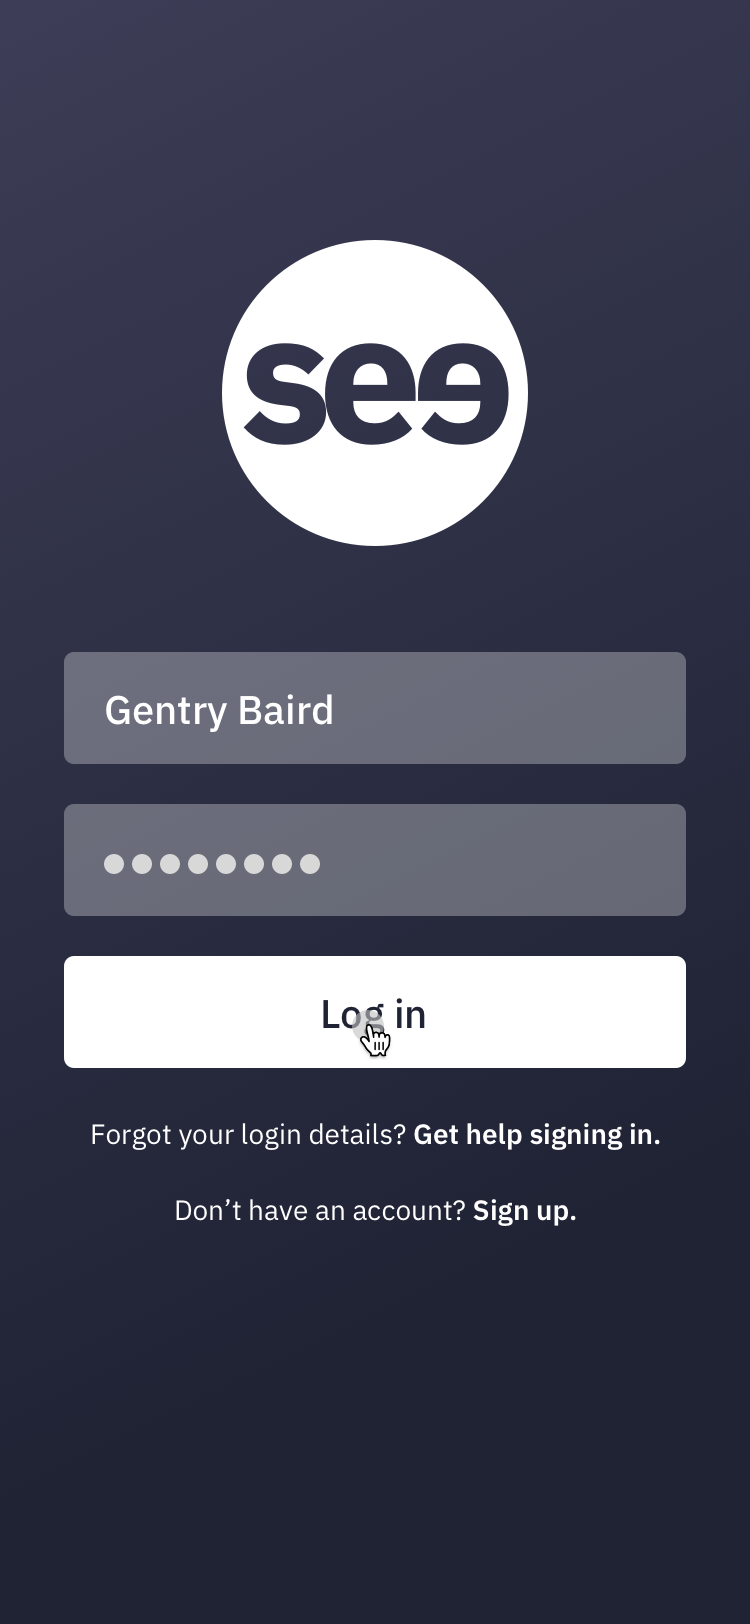 see
Gentry Baird
••••••••
Log in
Forgot your login details? Get help signing in.
Don’t have an account? Sign up.